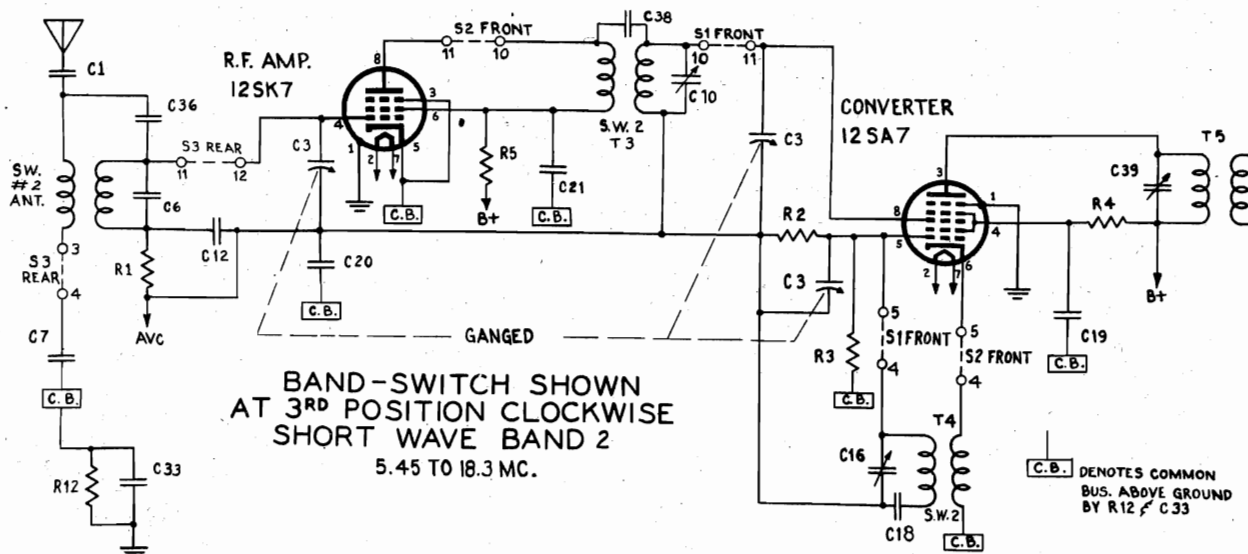 S2 FRONT
11 10
C38
S1 FRONT
10 11
C1
R.F. AMP.
12SK7
8
3
6
4
1
2
7
5
C36
S3 REAR
11 12
C3
R5
B+
C21
C.B.
S.W.2
T3
C10
C3
CONVERTER
12SA7
3
1
8
4
5
2
7
6
C39
T5
R4
B+
SW.
#2
ANT.
C6
R1
C12
AVC
C20
C.B.
R2
C3
R3
C.B.
C19
C.B.
3
S3
REAR
4
C7
C.B.
R12
C33
GANGED
5
S1 FRONT
4
5
S2 FRONT
4
T4
C16
C18
S.W.2
C.B.
BAND-SWITCH SHOWN
AT 3RD POSITION CLOCKWISE
SHORT WAVE BAND 2
5.45 TO 18.3 MC.
C.B. DENOTES COMMON
BUS. ABOVE GROUND
BY R12 & C33